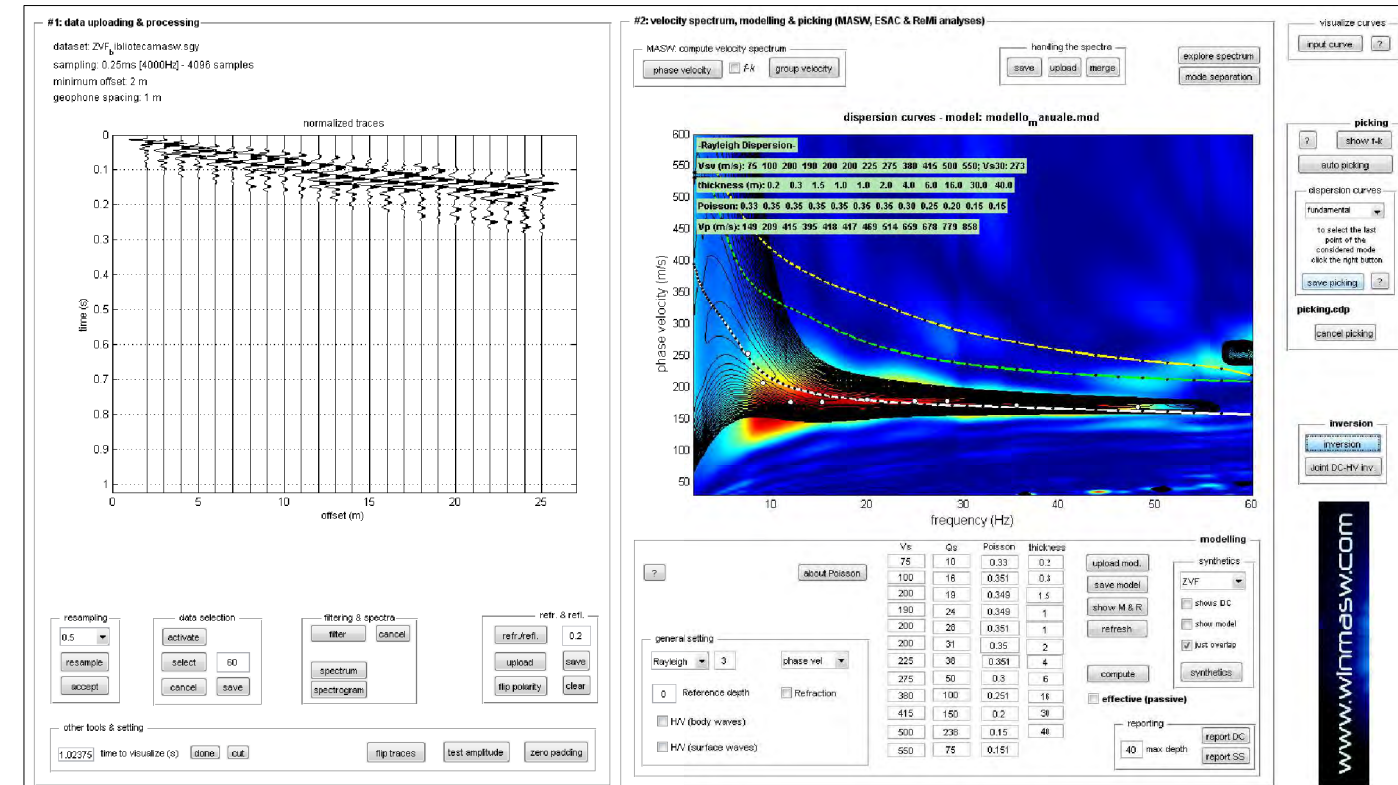 #1: data uploading & processing
dataset: ZVF_bibliotecamasw.sgy
sampling: 0.25ms [4000Hz] - 4096 samples
minimum offset: 2 m
geophone spacing: 1 m
normalized traces
0
0.1
0.2
0.3
0.4
0.5
0.6
0.7
0.8
0.9
1
time (s)
0 5 10 15 20 25
offset (m)
resampling
0.5
resample
accept
data selection
activate
select 60
cancel save
filtering & spectra
filter cancel
spectrum
spectrogram
refr. & refl.
refr./refl. 0.2
upload save
flip polarity clear
other tools & setting
1.02375 time to visualize (s) done cut flip traces test amplitude zero padding
#2: velocity spectrum, modelling & picking (MASW, ESAC & ReMi analyses)
MASW: compute velocity spectrum
phase velocity f-k group velocity
handling the spectra
save upload merge
explore spectrum
mode separation
dispersion curves - model: modello_manuale.mod
-Rayleigh Dispersion-
Vsv (m/s): 75 100 200 190 200 200 225 275 380 415 500 550; Vs30: 273
thickness (m): 0.2 0.3 1.5 1.0 1.0 2.0 4.0 6.0 16.0 30.0 40.0
Poisson: 0.33 0.35 0.35 0.35 0.35 0.35 0.35 0.30 0.25 0.20 0.15 0.15
Vp (m/s): 149 209 415 395 418 417 469 514 659 678 779 858
600
550
500
450
400
350
300
250
200
150
100
50
phase velocity (m/s)
10 20 30 40 50 60
frequency (Hz)
modelling
? about Poisson
Vs Qs Poisson thickness
75 10 0.33 0.2
100 16 0.351 0.3
200 19 0.349 1.5
190 24 0.349 1
200 28 0.351 1
200 31 0.35 2
225 38 0.351 4
275 50 0.3 6
380 100 0.251 16
415 150 0.2 30
500 238 0.15 40
550 75 0.151
general setting
Rayleigh 3 phase vel
0 Reference depth Refraction
H/V (body waves)
H/V (surface waves)
upload mod.
save model
show M & R
refresh
compute
effective (passive)
synthetics
ZVF
shows DC
show model
just overlap
synthetics
reporting
40 max depth
report DC
report SS
visualize curves
input curve ?
picking
? show f-k
auto picking
dispersion curves
fundamental
to select the last
point of the
considered mode
click the right button
save picking ?
picking.cdp
cancel picking
inversion
inversion
Joint DC-HV inv.
www.winmasw.com